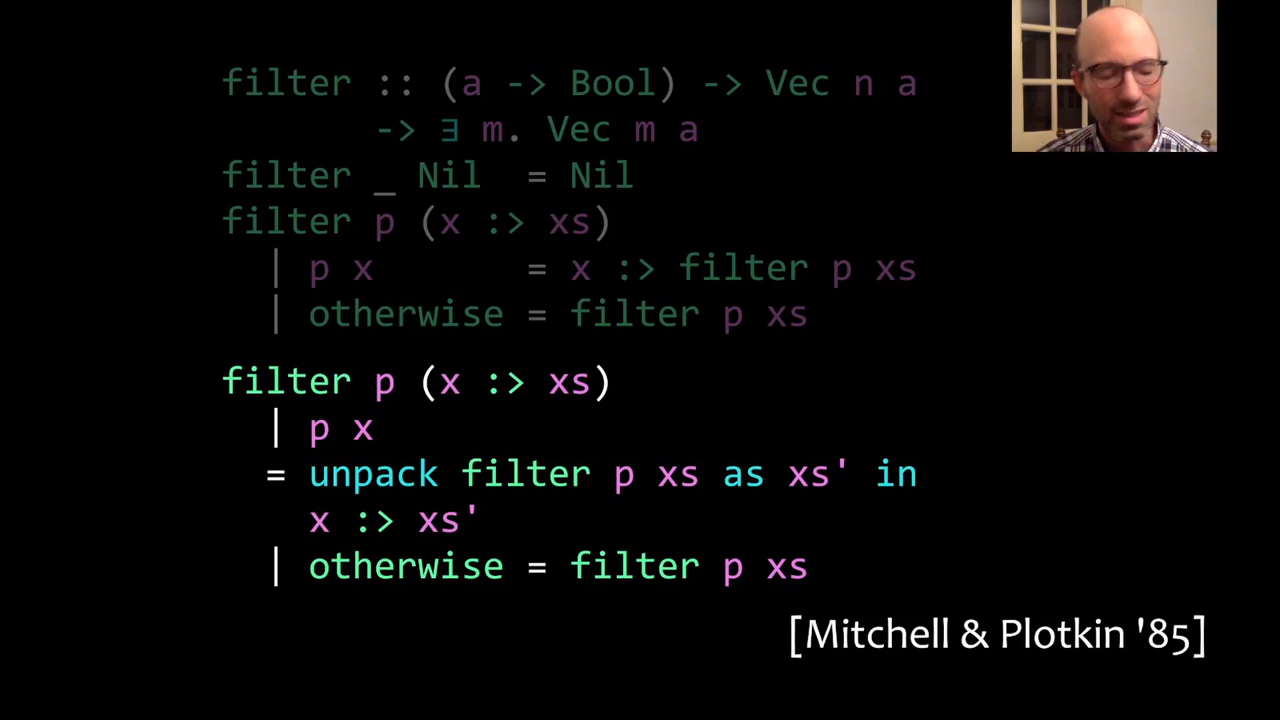 filter :: (a -> Bool) -> Vec n a
-> ∃ m. Vec m a
filter _ Nil = Nil
filter p (x :> xs)
| p x = x :> filter p xs
| otherwise = filter p xs
filter p (x :> xs)
| p x
= unpack filter p xs as xs' in
x :> xs'
| otherwise = filter p xs
[Mitchell & Plotkin '85]